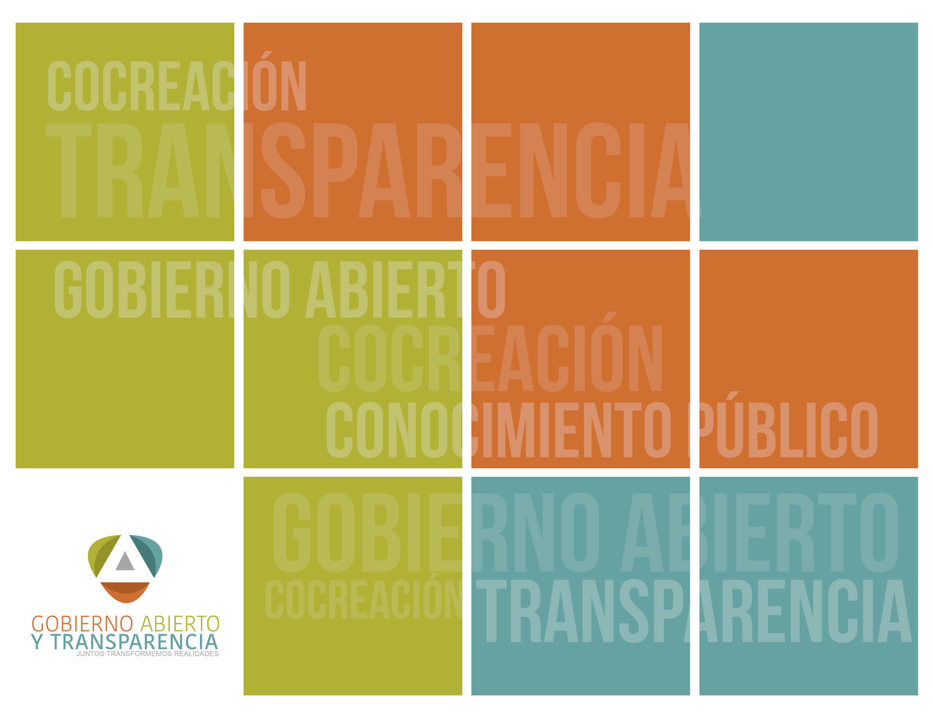 COCREACIÓN
TRANSPARENCIA
GOBIERNO ABIERTO
COCREACIÓN
CONOCIMIENTO PÚBLICO
GOBIERNO ABIERTO
COCREACIÓN TRANSPARENCIA
GOBIERNO ABIERTO
Y TRANSPARENCIA
JUNTOS TRANSFORMEMOS REALIDADES